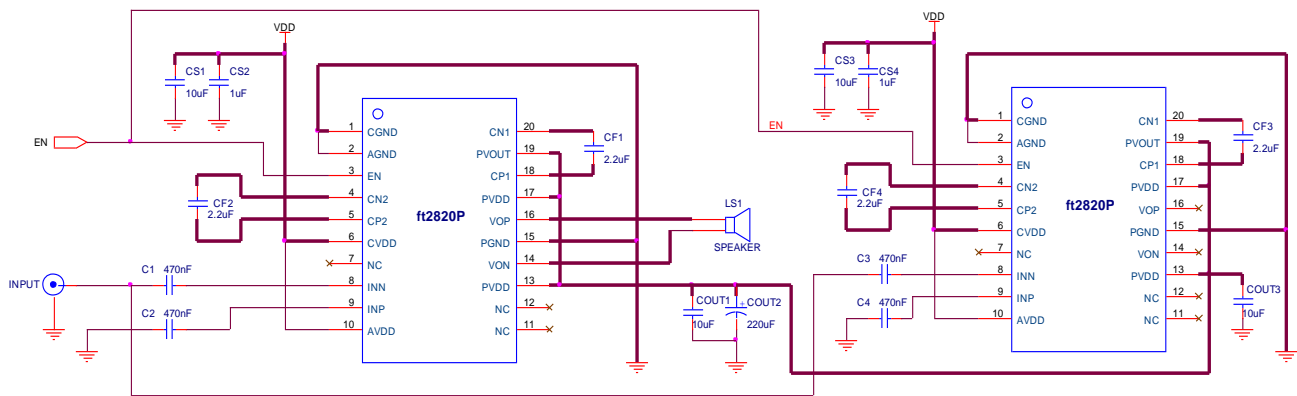 VDD
CS1
10uF
CS2
1uF
EN
CF2
2.2uF
INPUT
C1 470nF
C2 470nF
ft2820P
1 CGND
2 AGND
3 EN
4 CN2
5 CP2
6 CVDD
7 NC
8 INN
9 INP
10 AVDD
CN1 20
PVOUT 19
CP1 18
PVDD 17
VOP 16
PGND 15
VON 14
PVDD 13
NC 12
NC 11
CF1
2.2uF
LS1
SPEAKER
COUT1
10uF
+ COUT2
220uF
VDD
CS3
10uF
CS4
1uF
EN
CF4
2.2uF
C3 470nF
C4 470nF
ft2820P
1 CGND
2 AGND
3 EN
4 CN2
5 CP2
6 CVDD
7 NC
8 INN
9 INP
10 AVDD
CN1 20
PVOUT 19
CP1 18
PVDD 17
VOP 16
PGND 15
VON 14
PVDD 13
NC 12
NC 11
CF3
2.2uF
COUT3
10uF